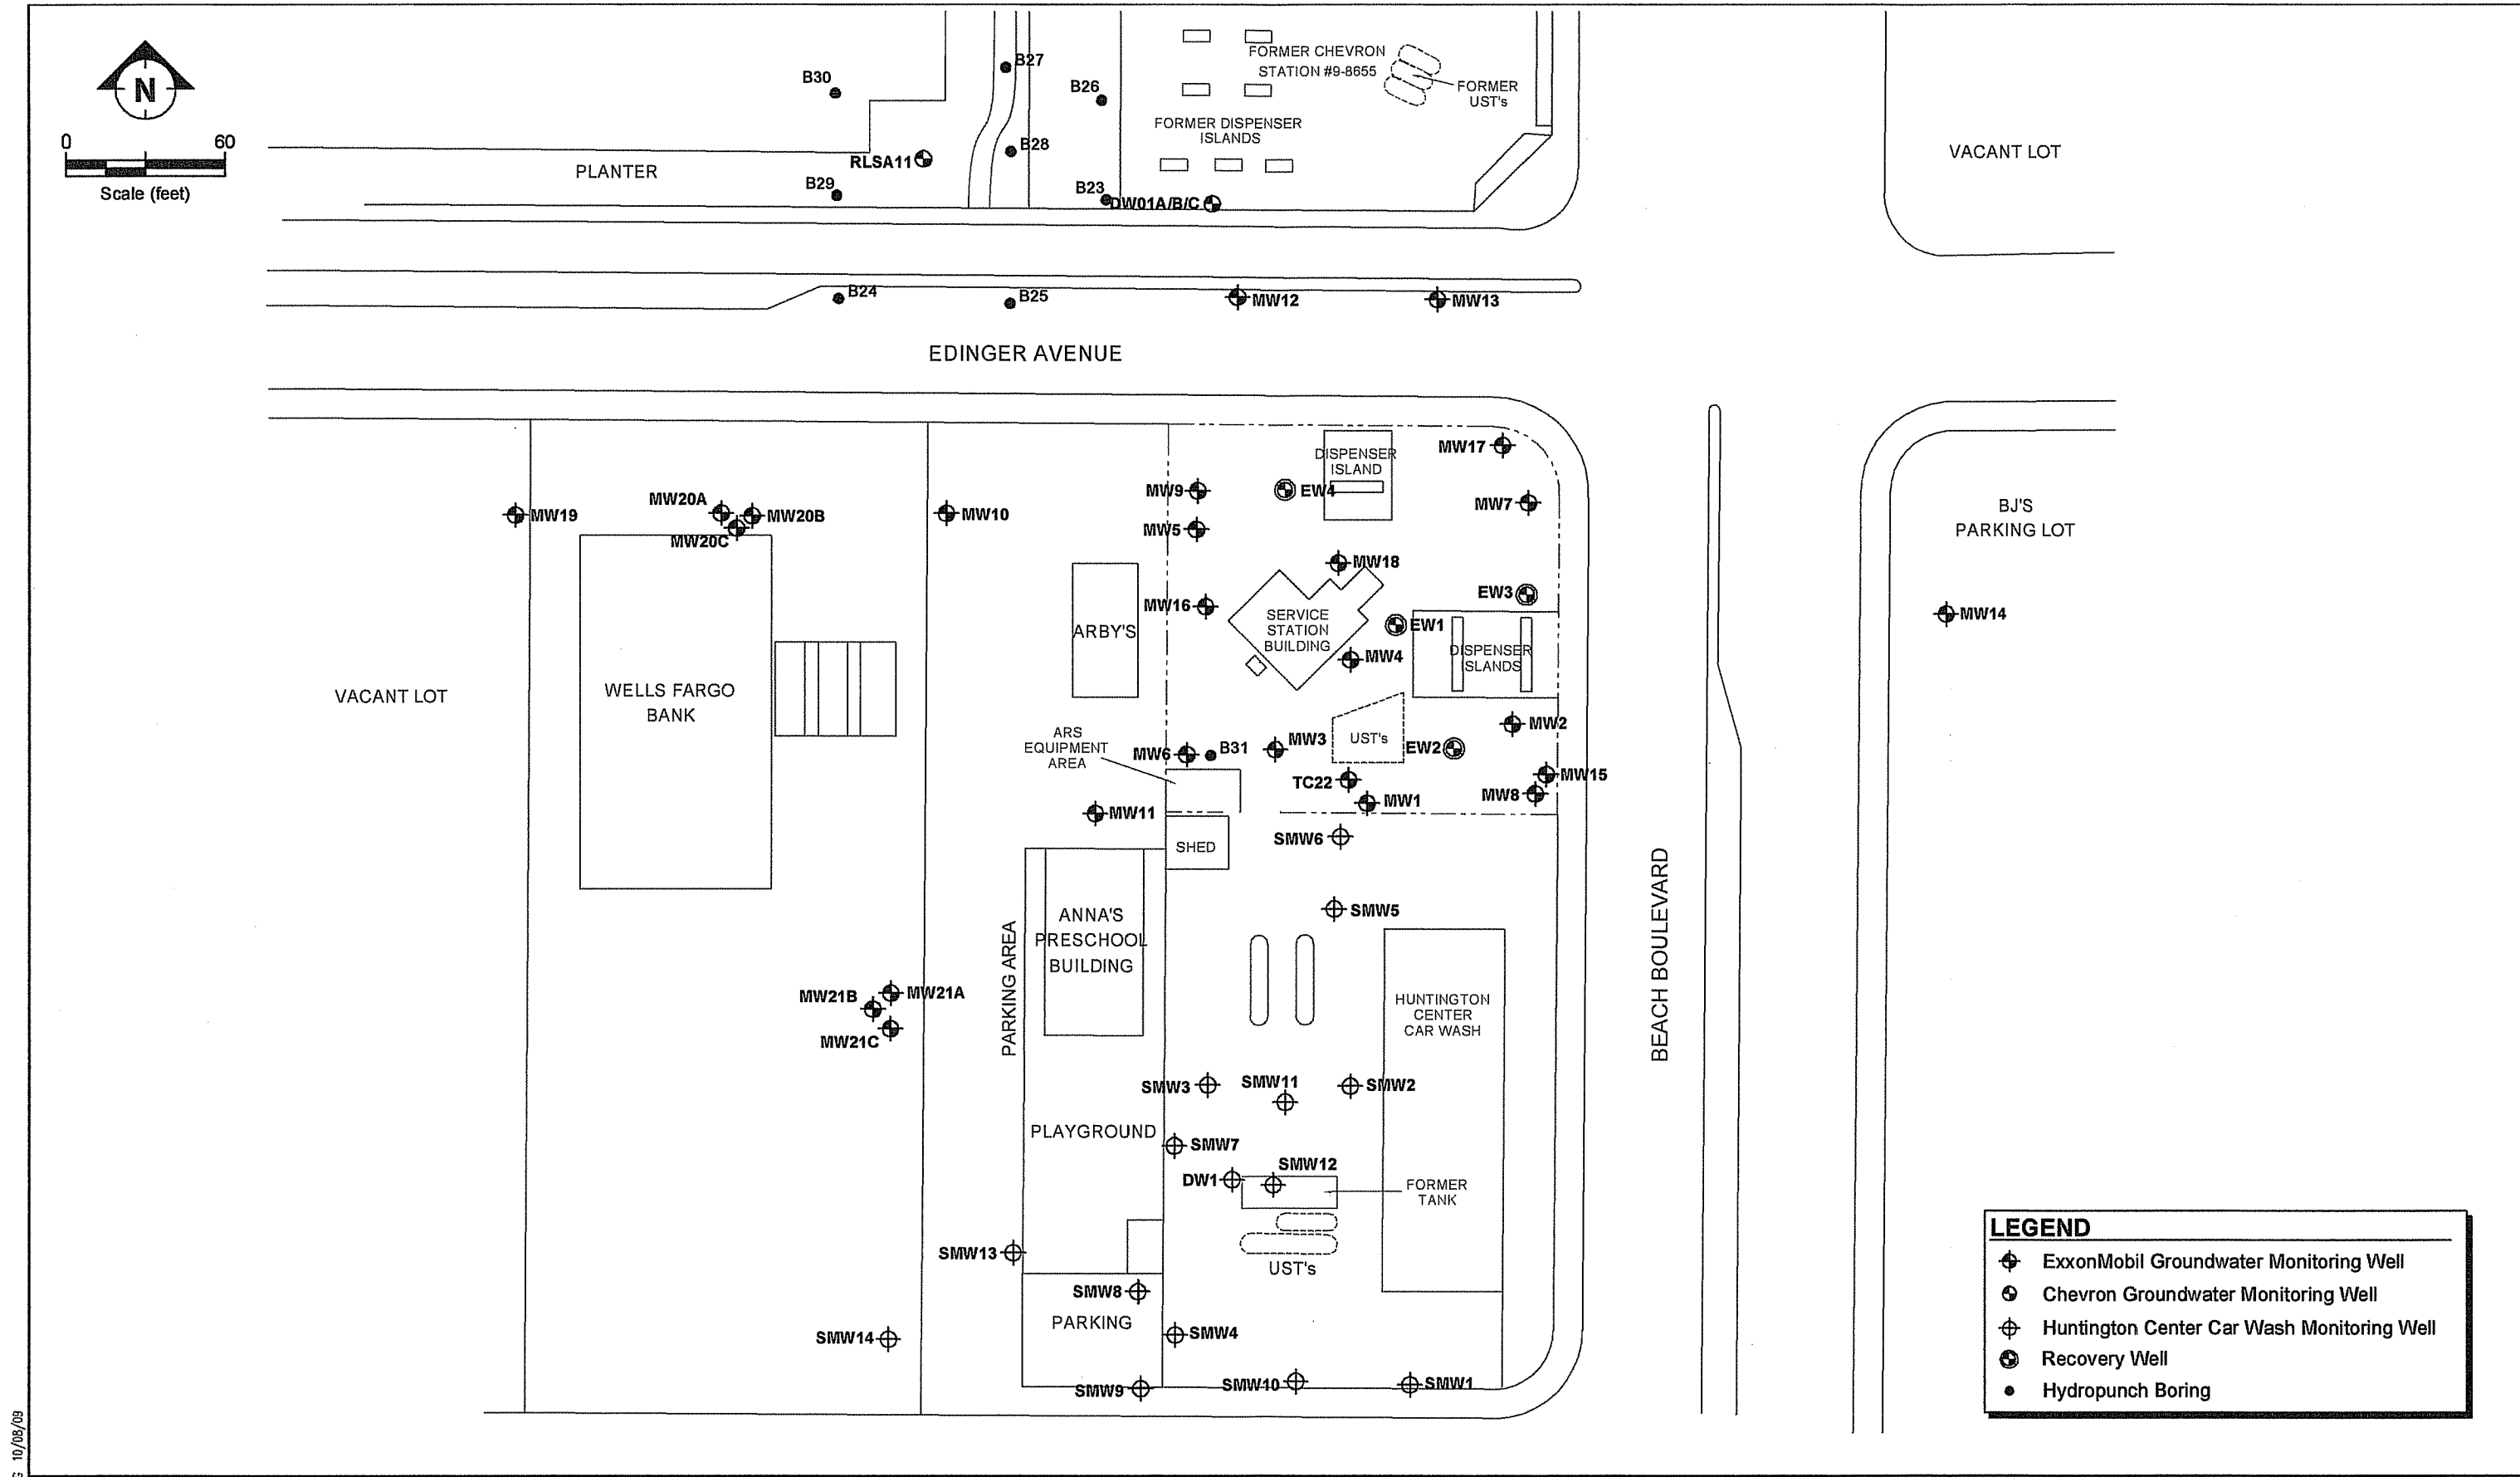 N
0 60
Scale (feet)
B30
B27
B26
FORMER CHEVRON
STATION #9-8655
FORMER
UST's
FORMER DISPENSER
ISLANDS
VACANT LOT
PLANTER
RLSA11
B28
B29
B23
DW01A/B/C
B24
B25
MW12
MW13
EDINGER AVENUE
MW17
DISPENSER
ISLAND
MW9
EW4
MW7
MW19
MW20A
MW20B
MW20C
MW10
MW5
BJ'S
PARKING LOT
MW18
EW3
MW16
SERVICE
STATION
BUILDING
EW1
MW14
ARBY'S
MW4
DISPENSER
ISLANDS
VACANT LOT
WELLS FARGO
BANK
ARS
EQUIPMENT
AREA
MW6
B31
MW3
UST's
EW2
MW2
TC22
MW15
MW8
MW1
MW11
SMW6
SHED
SMW5
ANNA'S
PRESCHOOL
BUILDING
PARKING AREA
BEACH BOULEVARD
MW21B
MW21A
MW21C
HUNTINGTON
CENTER
CAR WASH
SMW3
SMW11
SMW2
PLAYGROUND
SMW7
SMW12
DW1
FORMER
TANK
SMW13
UST's
SMW8
PARKING
SMW14
SMW4
SMW9
SMW10
SMW1
LEGEND
ExxonMobil Groundwater Monitoring Well
Chevron Groundwater Monitoring Well
Huntington Center Car Wash Monitoring Well
Recovery Well
Hydropunch Boring
10/08/09